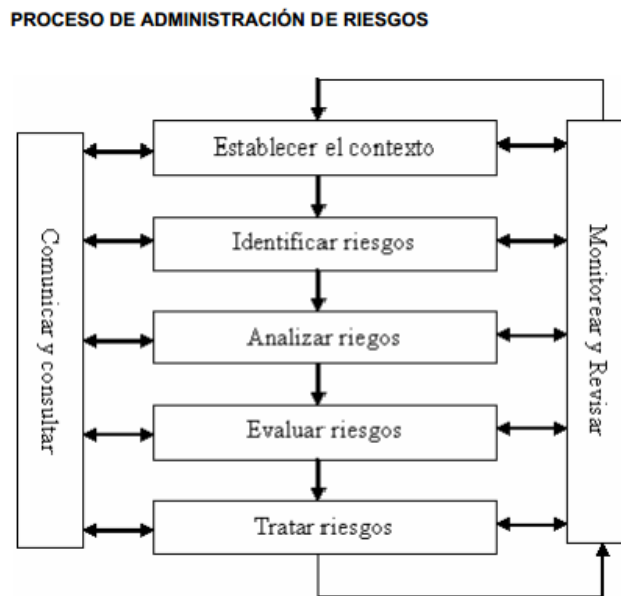 PROCESO DE ADMINISTRACIÓN DE RIESGOS
Establecer el contexto
Identificar riesgos
Analizar riegos
Evaluar riesgos
Tratar riesgos
Comunicar y consultar
Monitorear y Revisar